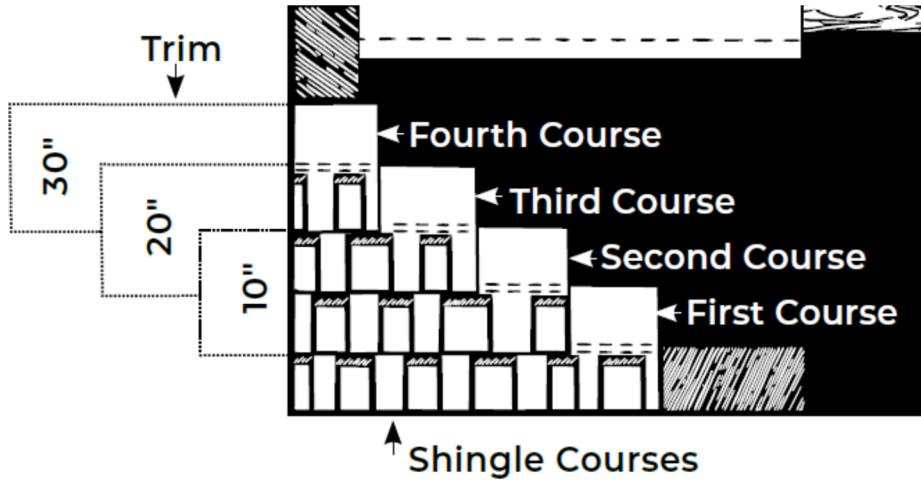 Trim
30"
Fourth Course
20"
Third Course
10"
Second Course
First Course
Shingle Courses